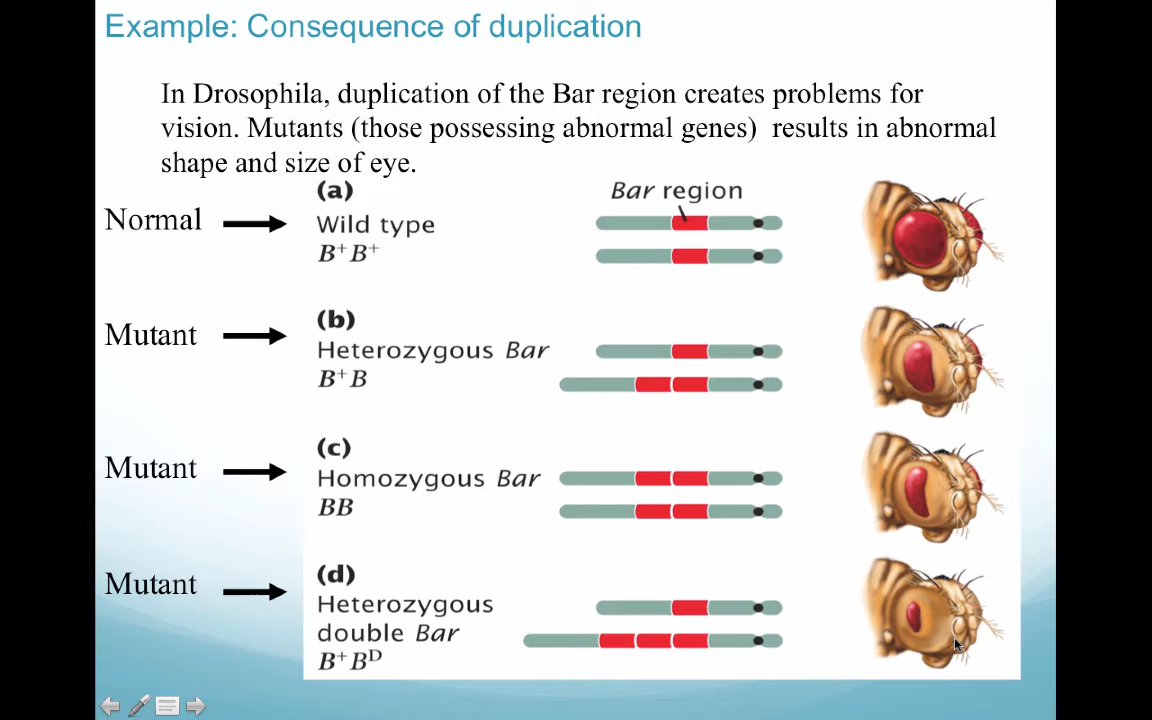 Example: Consequence of duplication
In Drosophila, duplication of the Bar region creates problems for
vision. Mutants (those possessing abnormal genes)  results in abnormal
shape and size of eye.
Normal
(a)
Wild type
B⁺B⁺
Bar region
Mutant
(b)
Heterozygous Bar
B⁺B
Mutant
(c)
Homozygous Bar
BB
Mutant
(d)
Heterozygous
double Bar
B⁺Bᴰ